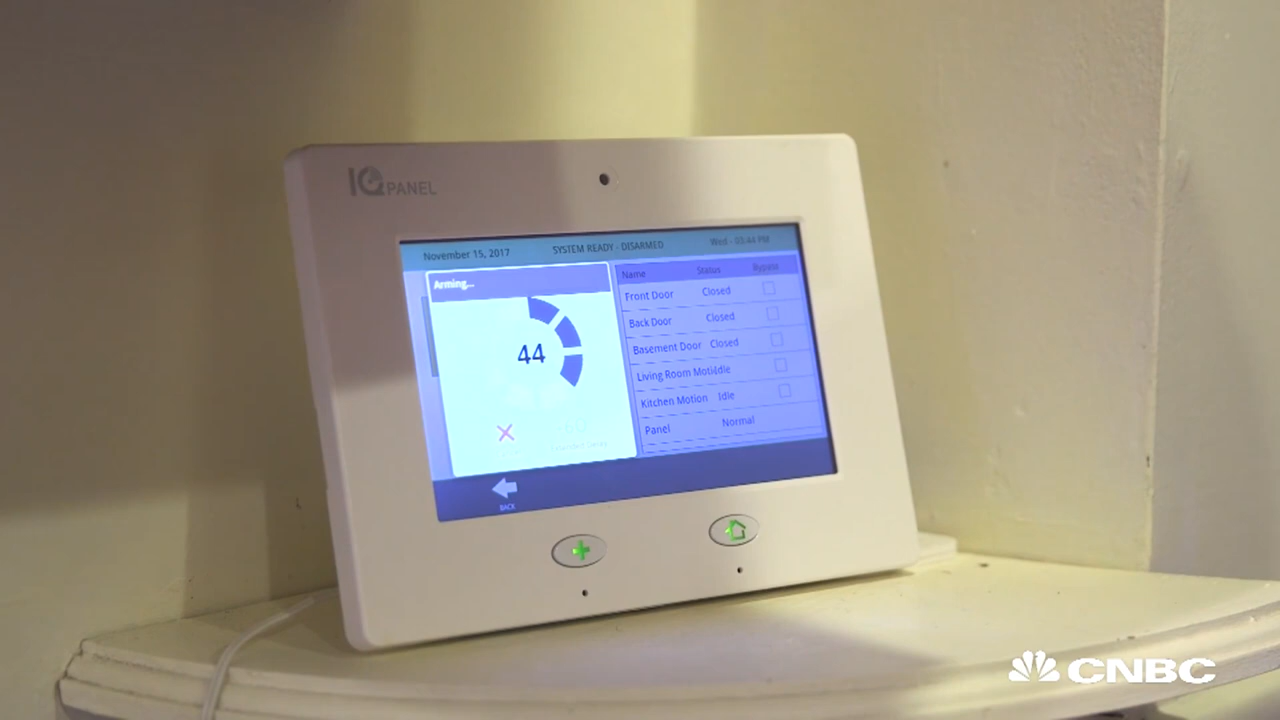 IQ PANEL
November 15, 2017 SYSTEM READY - DISARMED Wed - 03:44 PM
Arming...
44
Name Status Bypass
Front Door Closed
Back Door Closed
Basement Door Closed
Living Room Moti Idle
Kitchen Motion Idle
Panel Normal
BACK
CNBC